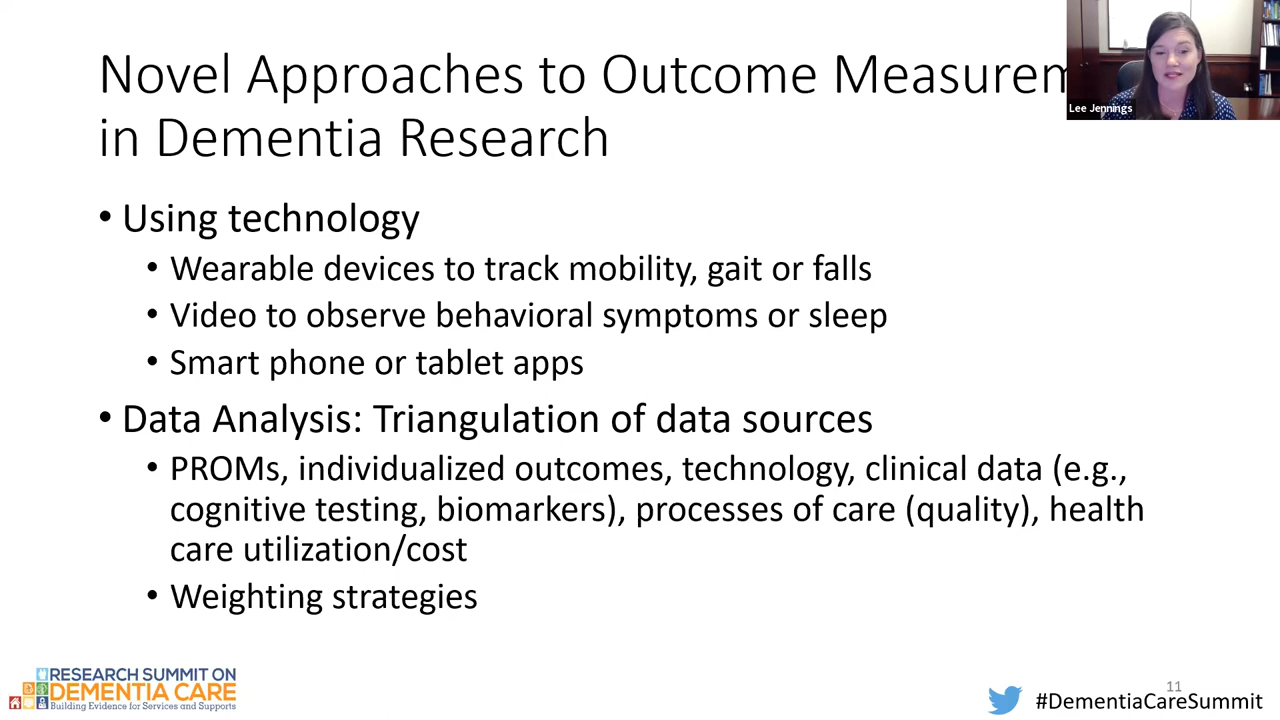 Novel Approaches to Outcome Measurem
in Dementia Research
Lee Jennings
• Using technology
• Wearable devices to track mobility, gait or falls
• Video to observe behavioral symptoms or sleep
• Smart phone or tablet apps
• Data Analysis: Triangulation of data sources
• PROMs, individualized outcomes, technology, clinical data (e.g.,
cognitive testing, biomarkers), processes of care (quality), health
care utilization/cost
• Weighting strategies
RESEARCH SUMMIT ON
DEMENTIA CARE
Building Evidence for Services and Supports
11
#DementiaCareSummit